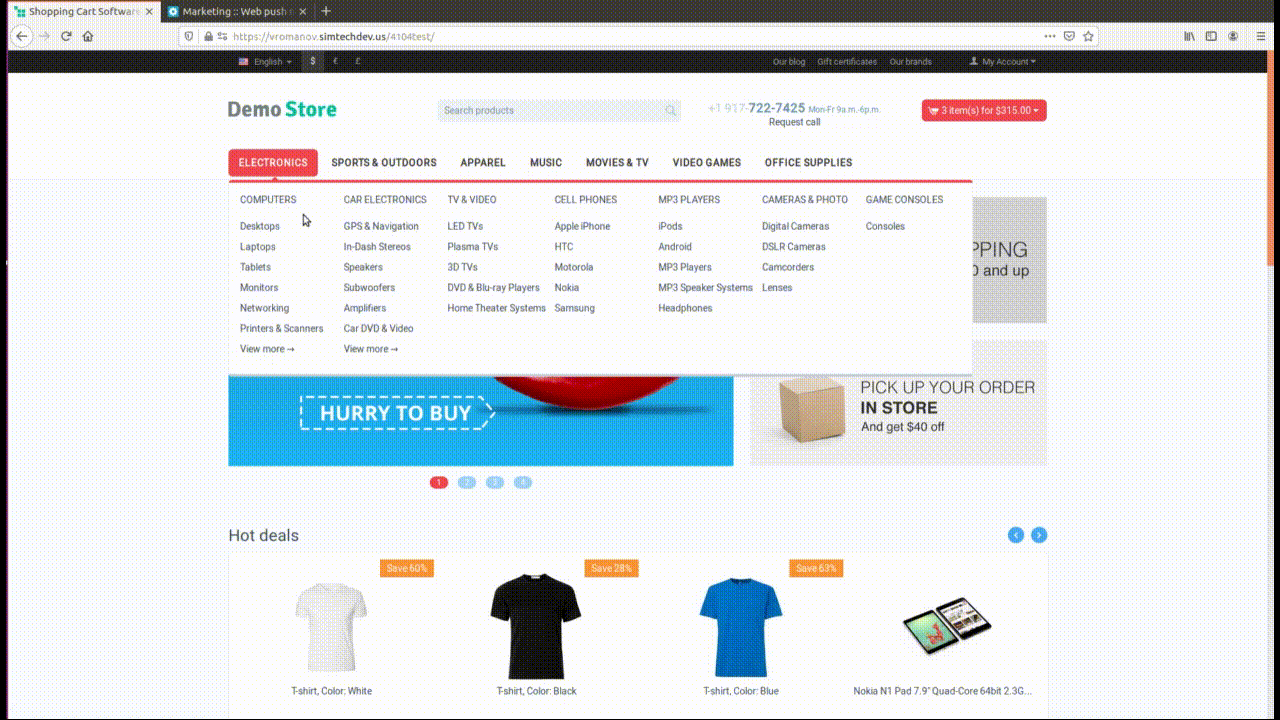 Shopping Cart Softwar
Marketing :: Web push n
https://vromanov.simtechdev.us/4104test/
English $ € £ Our blog Gift certificates Our brands My Account
Demo Store Search products +1 917-722-7425 Mon-Fr 9a.m.-6p.m. 3 item(s) for $315.00
Request call
ELECTRONICS SPORTS & OUTDOORS APPAREL MUSIC MOVIES & TV VIDEO GAMES OFFICE SUPPLIES
COMPUTERS CAR ELECTRONICS TV & VIDEO CELL PHONES MP3 PLAYERS CAMERAS & PHOTO GAME CONSOLES
Desktops GPS & Navigation LED TVs Apple iPhone iPods Digital Cameras Consoles
Laptops In-Dash Stereos Plasma TVs HTC Android DSLR Cameras
Tablets Speakers 3D TVs Motorola MP3 Players Camcorders
Monitors Subwoofers DVD & Blu-ray Players Nokia MP3 Speaker Systems Lenses
Networking Amplifiers Home Theater Systems Samsung Headphones
Printers & Scanners Car DVD & Video
View more → View more →
PPING
0 and up
HURRY TO BUY
PICK UP YOUR ORDER
IN STORE
And get $40 off
1 2 3 4
Hot deals
Save 60% Save 28% Save 63%
T-shirt, Color: White T-shirt, Color: Black T-shirt, Color: Blue Nokia N1 Pad 7.9" Quad-Core 64bit 2.3G...